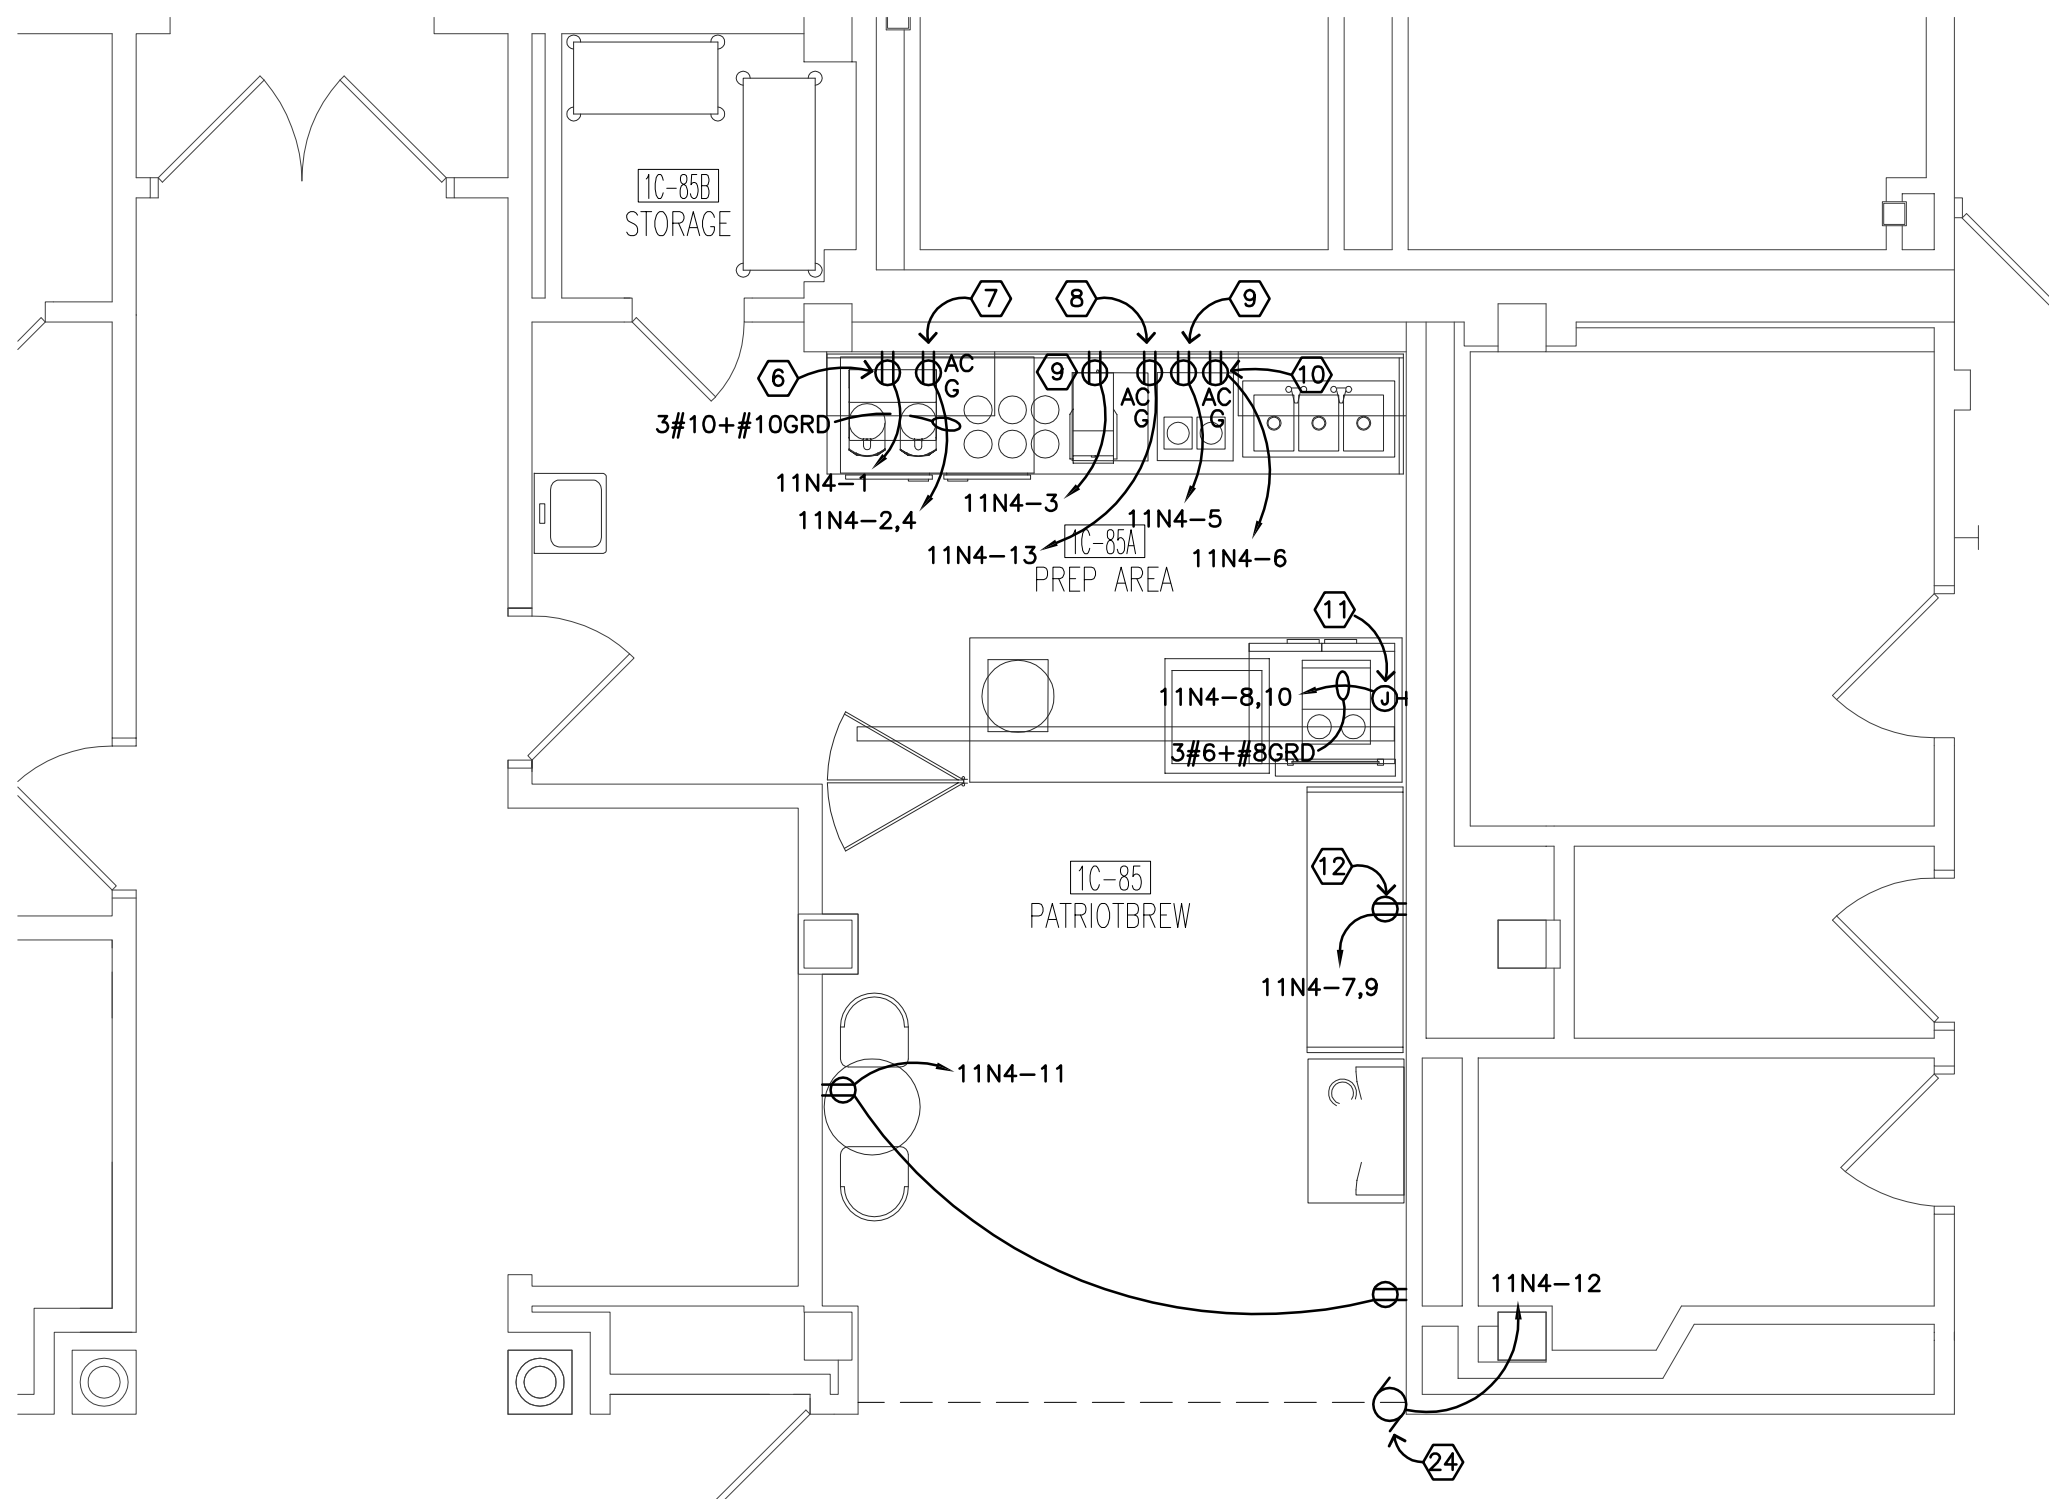 1C-85B
STORAGE
7
8
9
6
AC
G
9
10
AC
G
AC
G
3#10+#10GRD
11N4-1
11N4-2,4
11N4-3
11N4-5
11N4-13
1C-85A
11N4-6
PREP AREA
11
11N4-8,10
J
3#6+#8GRD
12
1C-85
PATRIOTBREW
11N4-7,9
11N4-11
11N4-12
24